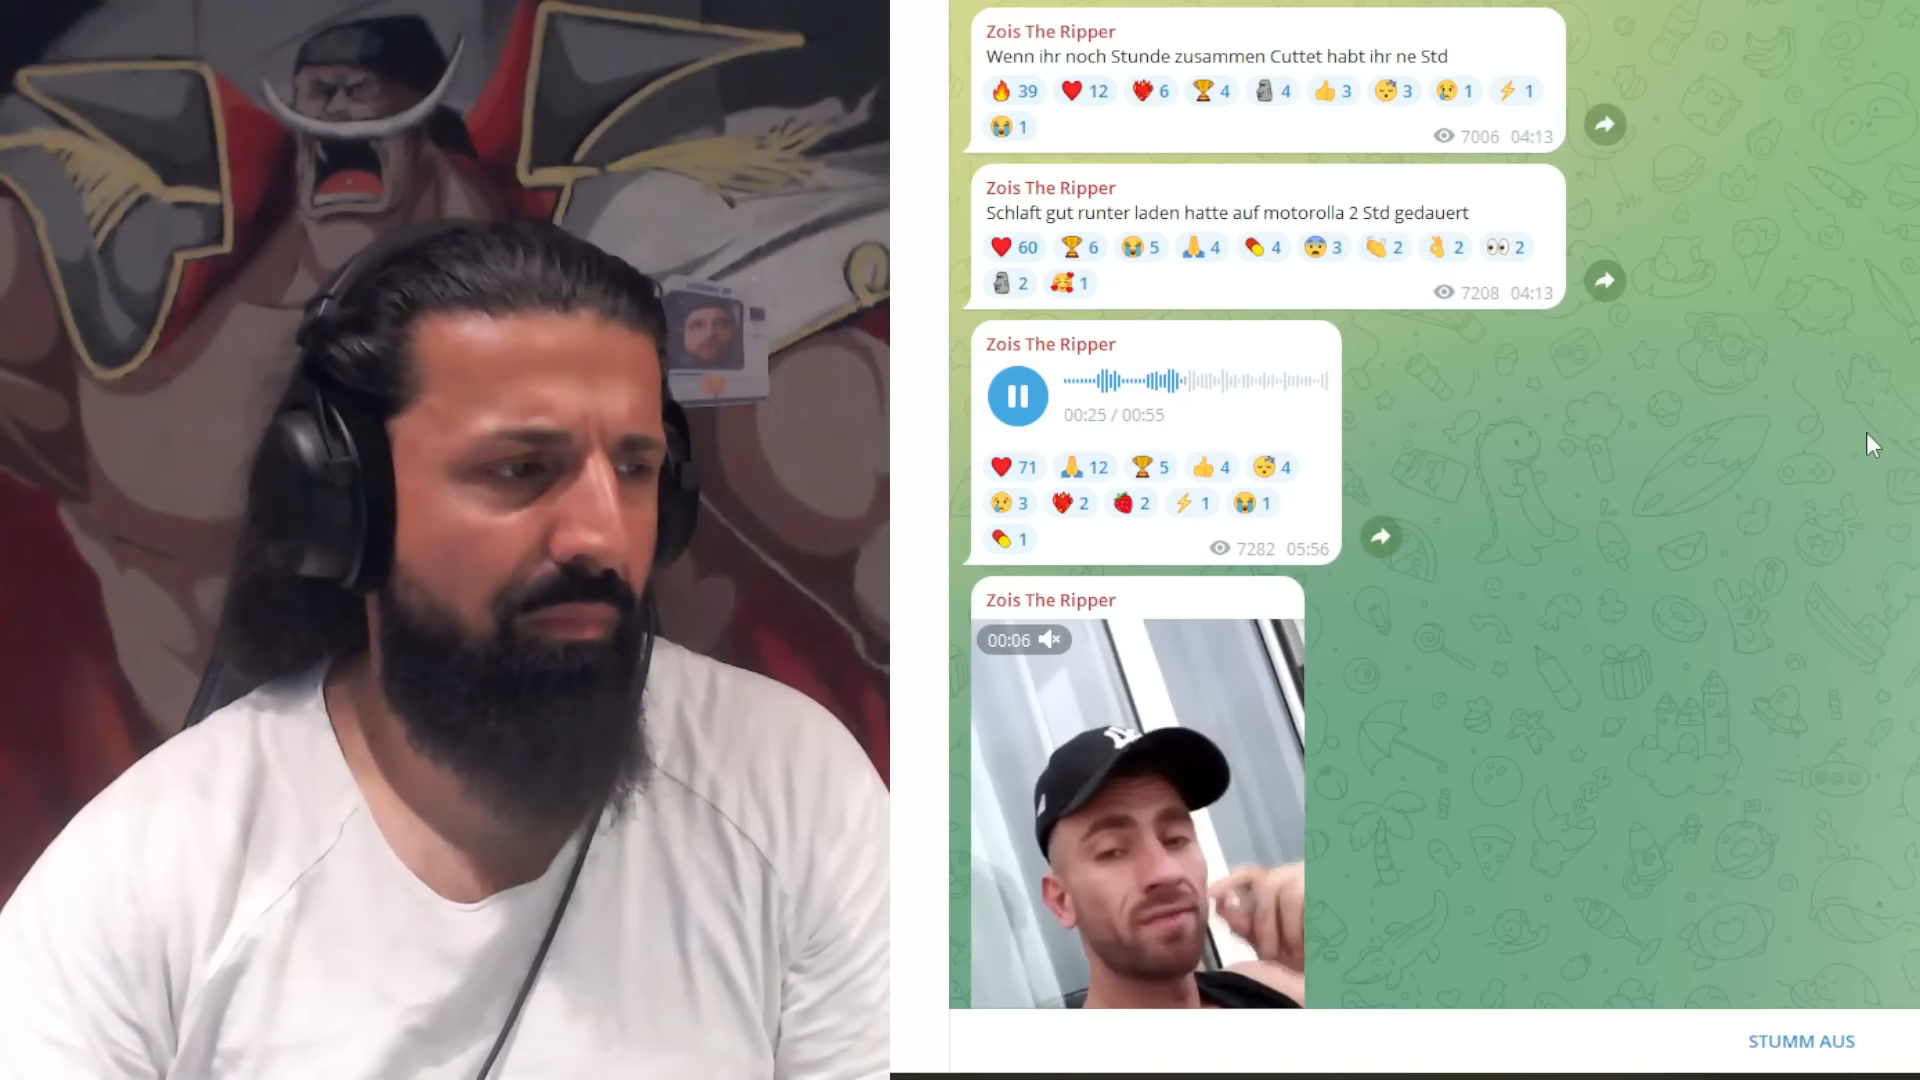 Zois The Ripper
Wenn ihr noch Stunde zusammen Cuttet habt ihr ne Std
39 12 6 4 4 3 3 1 1
1
7006 04:13
Zois The Ripper
Schlaft gut runter laden hatte auf motorolla 2 Std gedauert
60 6 5 4 4 3 2 2 2
2 1
7208 04:13
Zois The Ripper
00:25 / 00:55
71 12 5 4 4
3 2 2 1 1
1
7282 05:56
Zois The Ripper
00:06
STUMM AUS